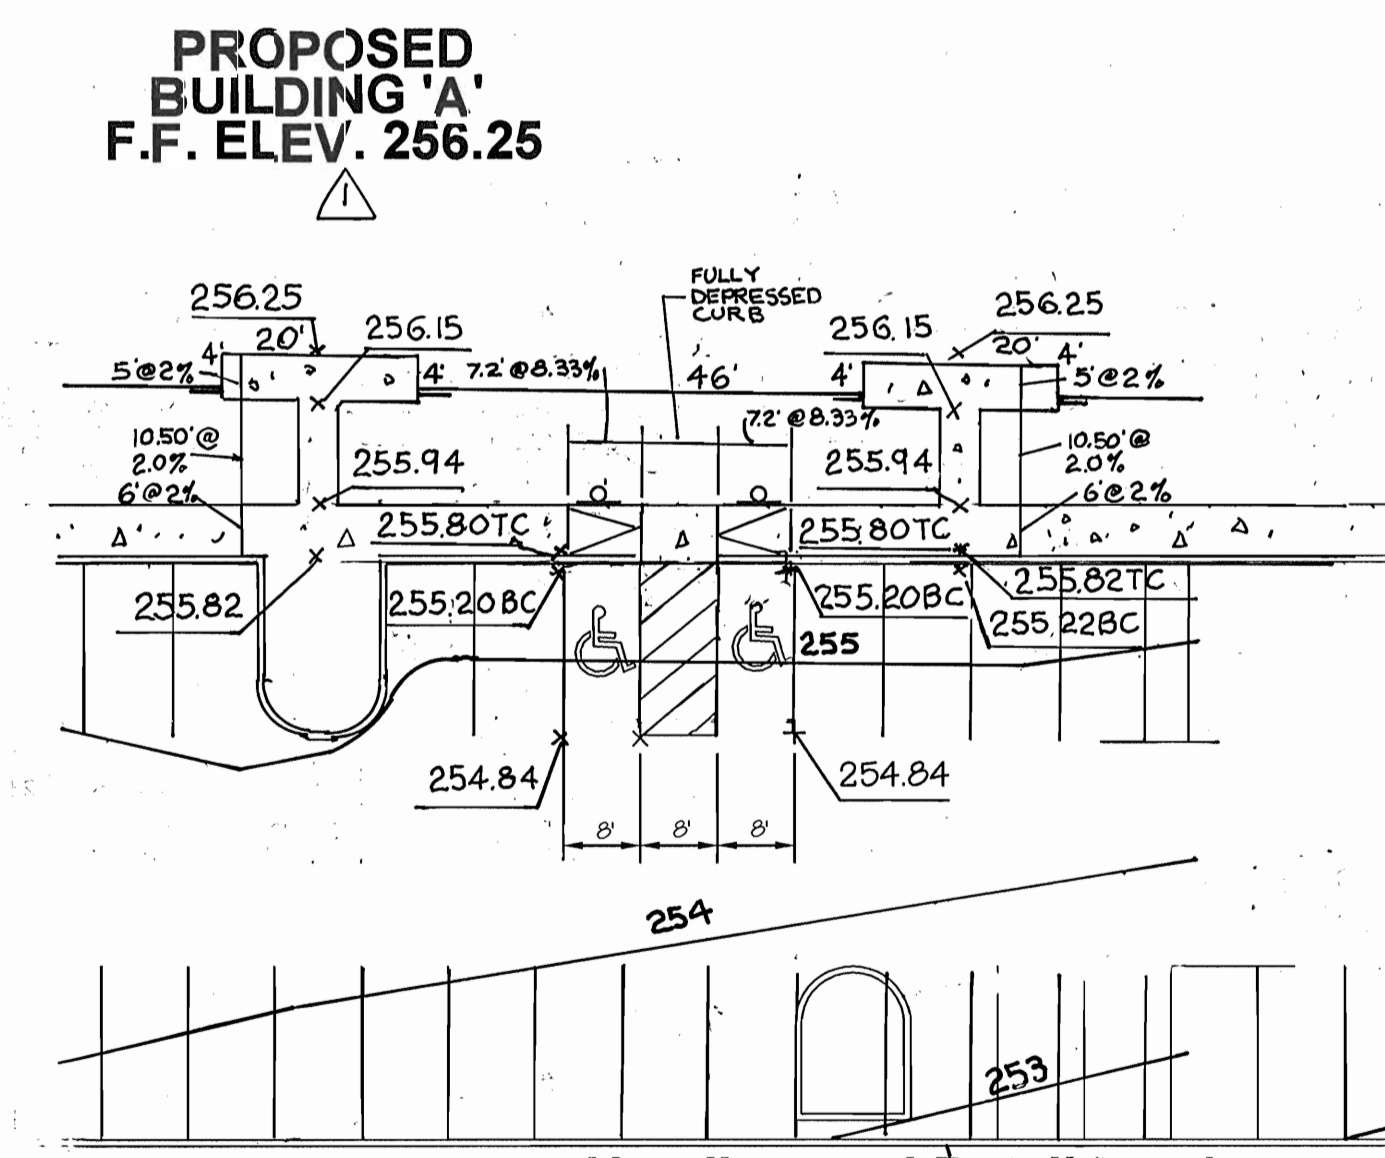 PROPOSED
BUILDING 'A'
F.F. ELEV. 256.25
1
FULLY
DEPRESSED
CURB
256.25
20'
256.15
4'
5'@2%
4'
7.2' @8.33%
46'
256.15
256.25
20'
4'
4'
5'@2%
7.2' @8.33%
10.50'@
2.0%
6'@2%
255.94
255.94
10.50'@
2.0%
6'@2%
255.80TC
255.80TC
255.82
255.20BC
255.20BC
255.82TC
255.22BC
255
254.84
254.84
8'
8'
8'
254
253